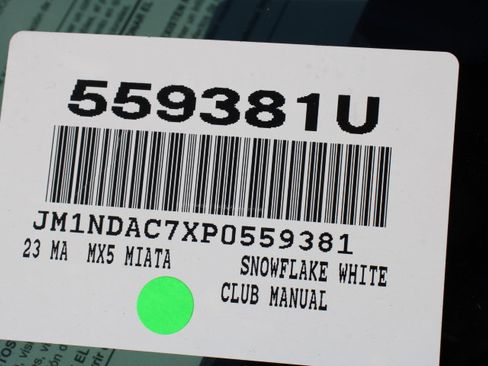 559381U
JM1NDAC7XP0559381
23 MA MX5 MIATA
SNOWFLAKE WHITE
CLUB MANUAL